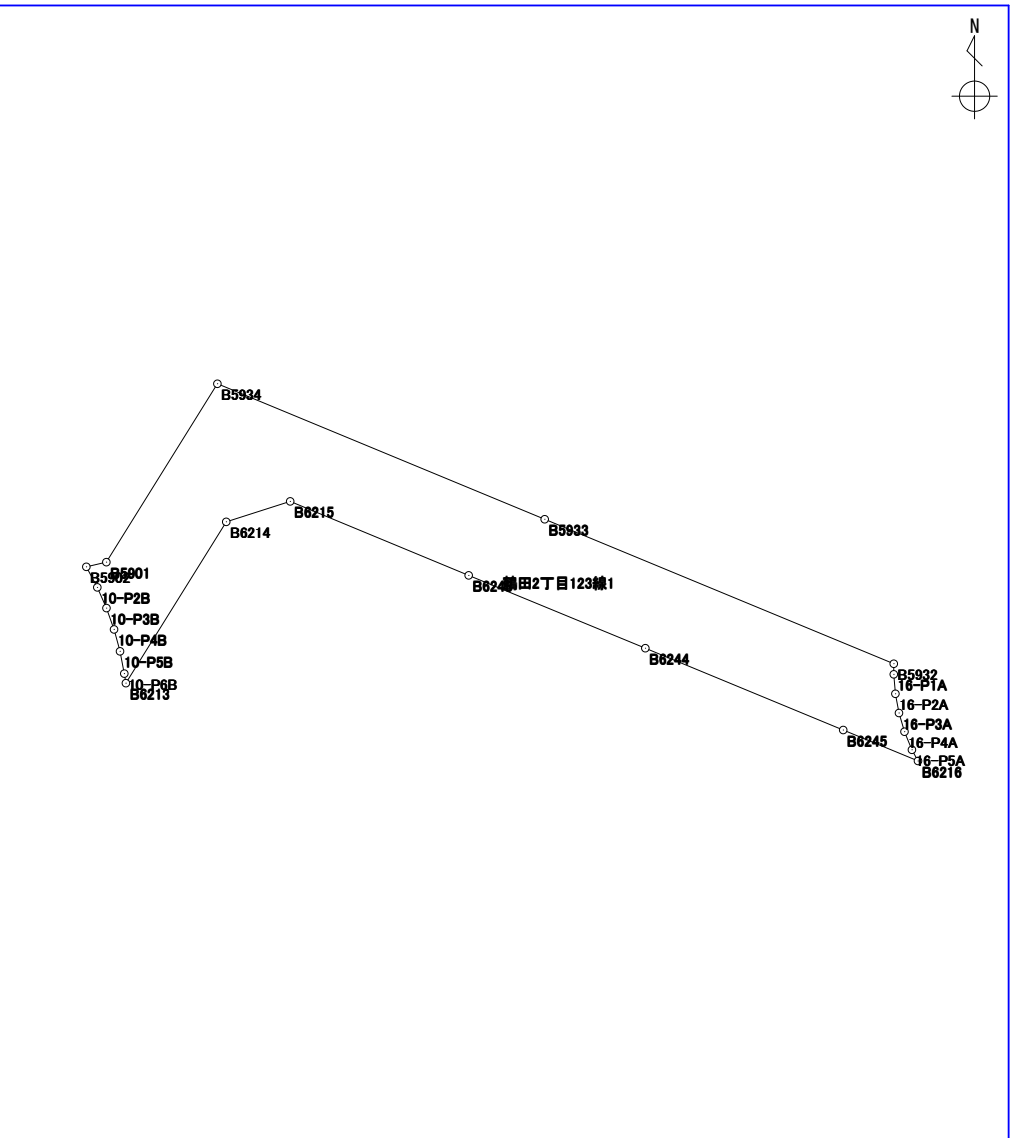 N
B5934
B6215
B5933
B6214
B5901
B5902
田2丁目123線1
10-P2B
10-P3B
10-P4B
10-P5B
B6244
10-P6B
B6213
B5932
16-P1A
16-P2A
16-P3A
B6245
16-P4A
16-P5A
B6216